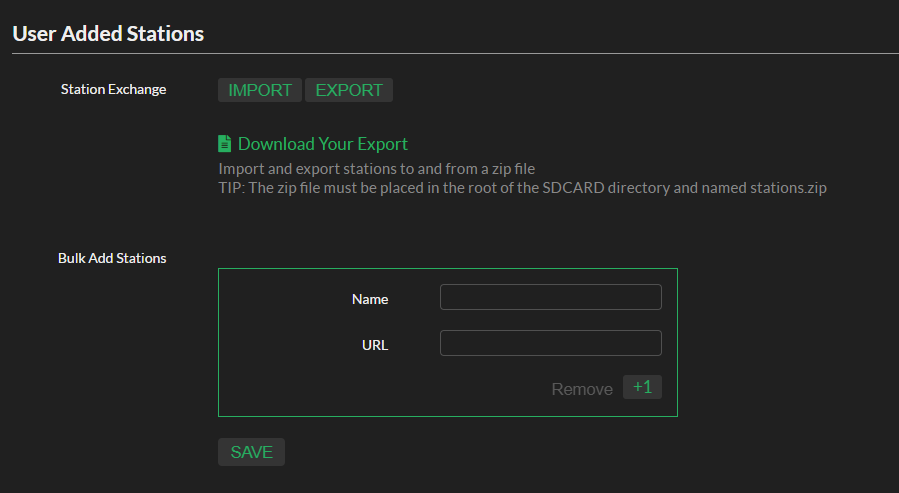 User Added Stations
Station Exchange
IMPORT EXPORT
Download Your Export
Import and export stations to and from a zip file
TIP: The zip file must be placed in the root of the SDCARD directory and named stations.zip
Bulk Add Stations
Name
URL
Remove +1
SAVE